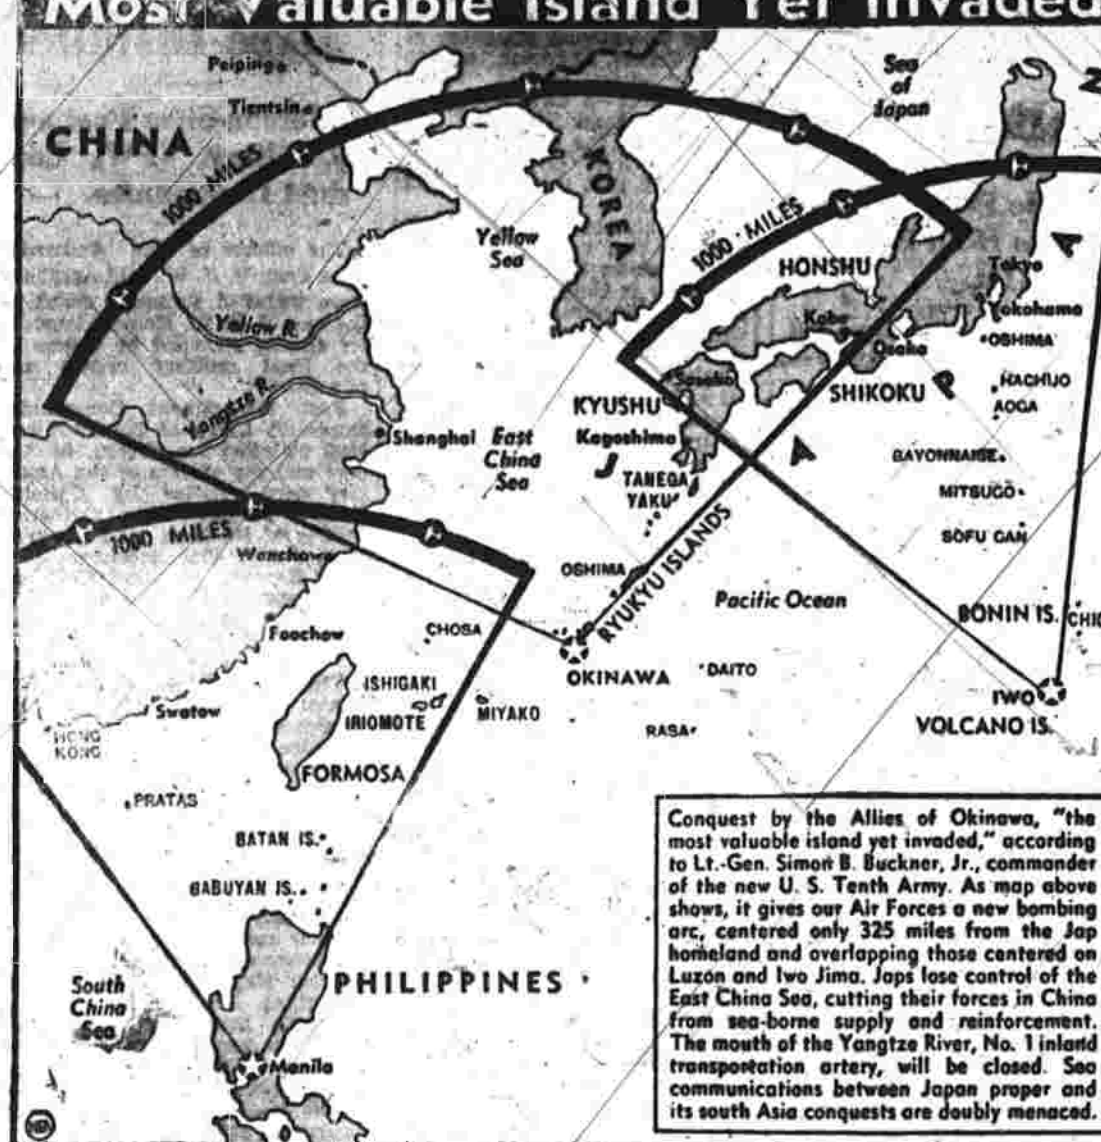 Most Valuable Island Yet Invaded
Peiping
Tientsin
CHINA
1000 MILES
Sea
of
Japan
KOREA
Yellow
Sea
1000 MILES
HONSHU
Tokyo
Yokohama
Kobe
Osaka
OSHIMA
Yellow R.
Yangtze R.
Sasebo
KYUSHU
SHIKOKU
HACHIJO
AOGA
JAPA
Shanghai
East
China
Sea
Kagoshima
TANEGA
YAKU
BAYONNAISE
MITSUGO
SOFU GAN
1000 MILES
Wenchow
OSHIMA
RYUKYU ISLANDS
Pacific Ocean
BONIN IS.
CHIC
Foochow
CHOSA
OKINAWA
DAITO
IWO
VOLCANO IS.
ISHIGAKI
IRIOMOTE
MIYAKO
RASA
Swatow
HONG
KONG
FORMOSA
PRATAS
BATAN IS.
BABUYAN IS.
PHILIPPINES
South
China
Sea
Manila
NEA
Conquest by the Allies of Okinawa, "the
most valuable island yet invaded," according
to Lt.-Gen. Simon B. Buckner, Jr., commander
of the new U. S. Tenth Army. As map above
shows, it gives our Air Forces a new bombing
arc, centered only 325 miles from the Jap
homeland and overlapping those centered on
Luzon and Iwo Jima. Japs lose control of the
East China Sea, cutting their forces in China
from sea-borne supply and reinforcement.
The mouth of the Yangtze River, No. 1 inland
transportation artery, will be closed. Sea
communications between Japan proper and
its south Asia conquests are doubly menaced.